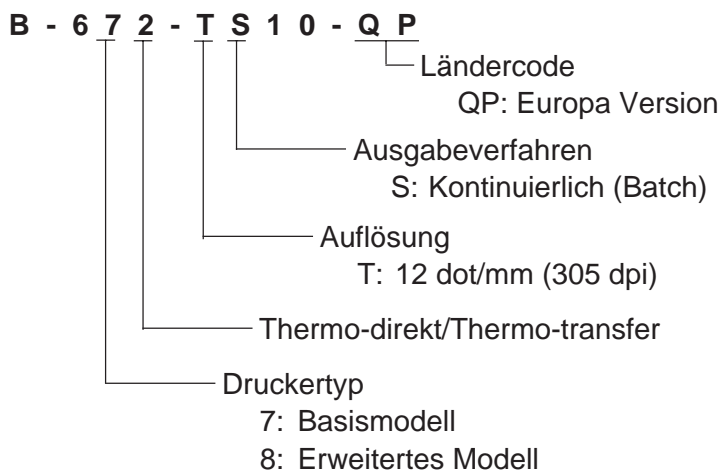 B - 6 7 2 - T S 1 0 - Q P
Ländercode
QP: Europa Version
Ausgabeverfahren
S: Kontinuierlich (Batch)
Auflösung
T: 12 dot/mm (305 dpi)
Thermo-direkt/Thermo-transfer
Druckertyp
7: Basismodell
8: Erweitertes Modell